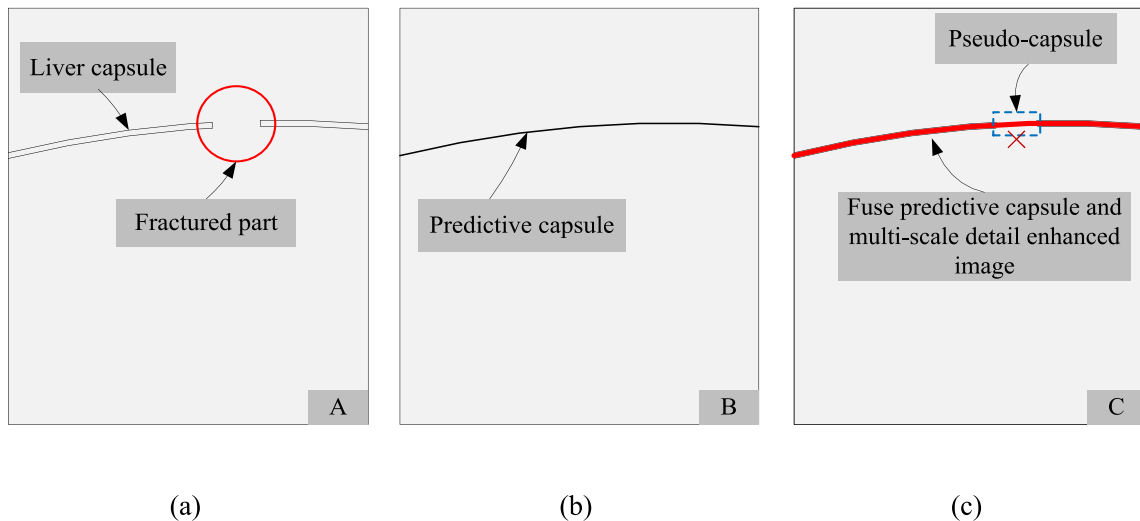 Liver capsule
Fractured part
A
Predictive capsule
B
Pseudo-capsule
Fuse predictive capsule and
multi-scale detail enhanced
image
C
(a)
(b)
(c)